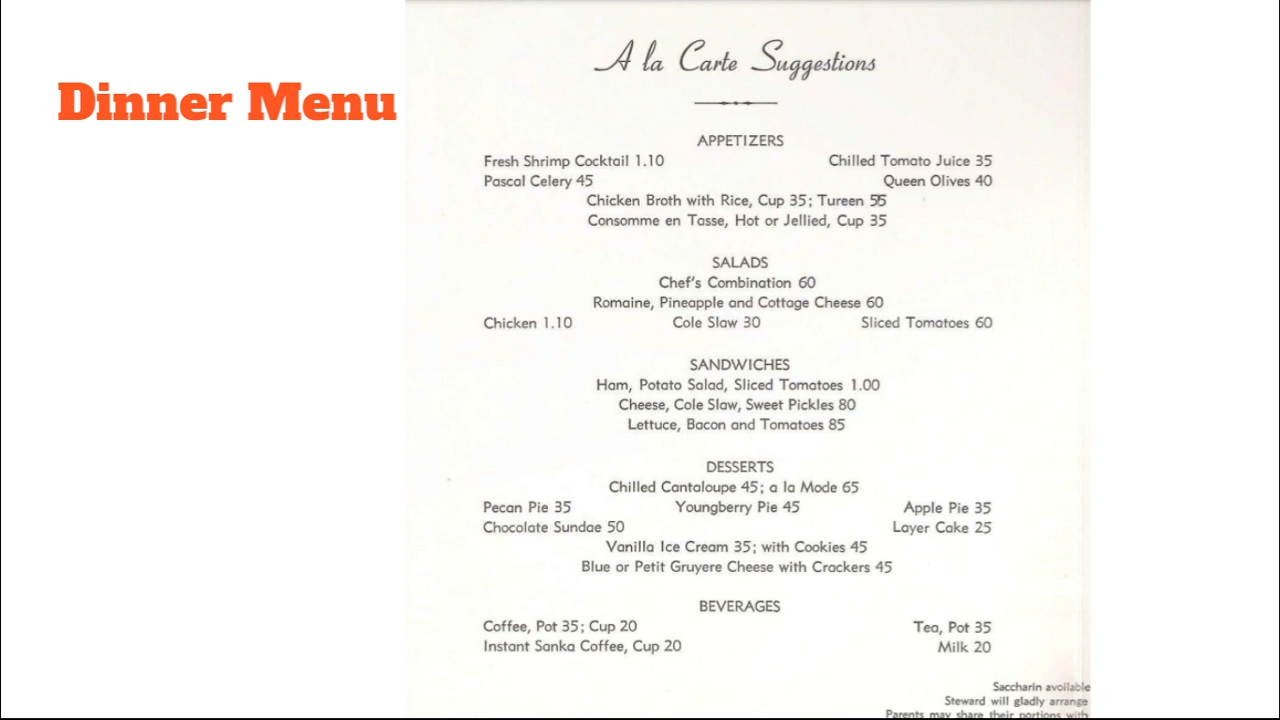 Dinner Menu
A la Carte Suggestions
APPETIZERS
Fresh Shrimp Cocktail 1.10 Chilled Tomato Juice 35
Pascal Celery 45 Queen Olives 40
Chicken Broth with Rice, Cup 35; Tureen 55
Consomme en Tasse, Hot or Jellied, Cup 35
SALADS
Chef's Combination 60
Romaine, Pineapple and Cottage Cheese 60
Chicken 1.10 Cole Slaw 30 Sliced Tomatoes 60
SANDWICHES
Ham, Potato Salad, Sliced Tomatoes 1.00
Cheese, Cole Slaw, Sweet Pickles 80
Lettuce, Bacon and Tomatoes 85
DESSERTS
Chilled Cantaloupe 45; a la Mode 65
Pecan Pie 35 Youngberry Pie 45 Apple Pie 35
Chocolate Sundae 50 Layer Cake 25
Vanilla Ice Cream 35; with Cookies 45
Blue or Petit Gruyere Cheese with Crackers 45
BEVERAGES
Coffee, Pot 35; Cup 20 Tea, Pot 35
Instant Sanka Coffee, Cup 20 Milk 20
Saccharin available
Steward will gladly arrange
Parents may share their portions with